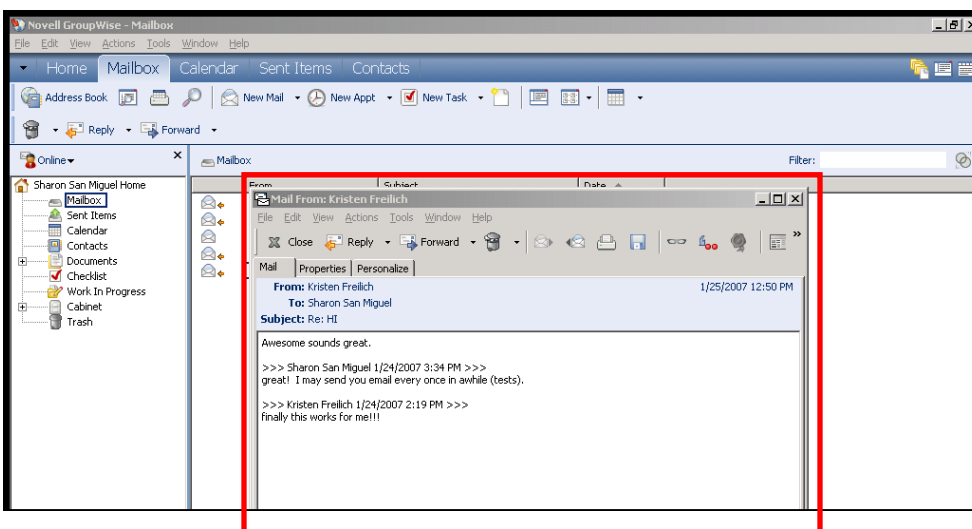 Novell GroupWise - Mailbox
File Edit View Actions Tools Window Help
Home Mailbox Calendar Sent Items Contacts
Address Book New Mail New Appt New Task
Reply Forward
Online Mailbox Filter:
Sharon San Miguel Home
Mailbox
Sent Items
Calendar
Contacts
Documents
Checklist
Work In Progress
Cabinet
Trash
From Subject Date
Mail From: Kristen Freilich
File Edit View Actions Tools Window Help
Close Reply Forward
Mail Properties Personalize
From: Kristen Freilich 1/25/2007 12:50 PM
To: Sharon San Miguel
Subject: Re: HI
Awesome sounds great.
>>> Sharon San Miguel 1/24/2007 3:34 PM >>>
great! I may send you email every once in awhile (tests).
>>> Kristen Freilich 1/24/2007 2:19 PM >>>
finally this works for me!!!